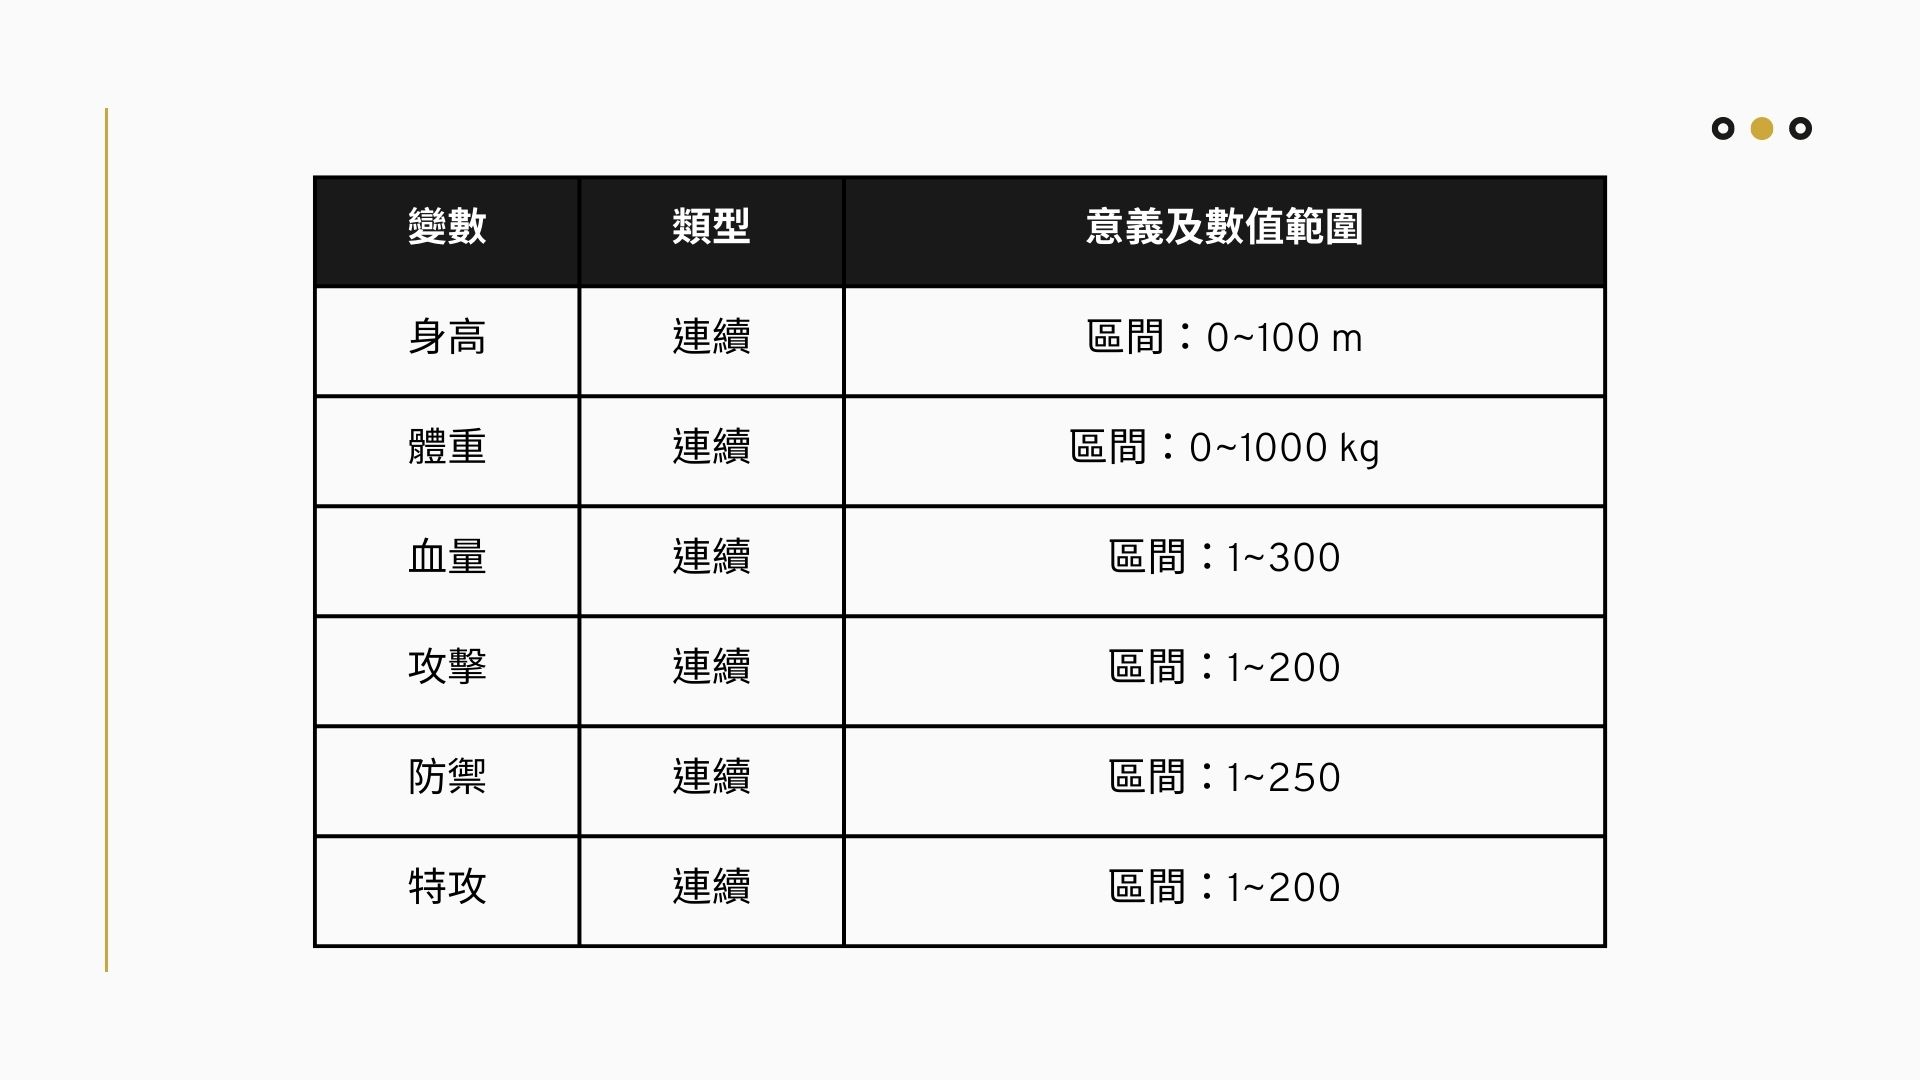 變數 類型 意義及數值範圍
身高 連續 區間：0~100 m
體重 連續 區間：0~1000 kg
血量 連續 區間：1~300
攻擊 連續 區間：1~200
防禦 連續 區間：1~250
特攻 連續 區間：1~200